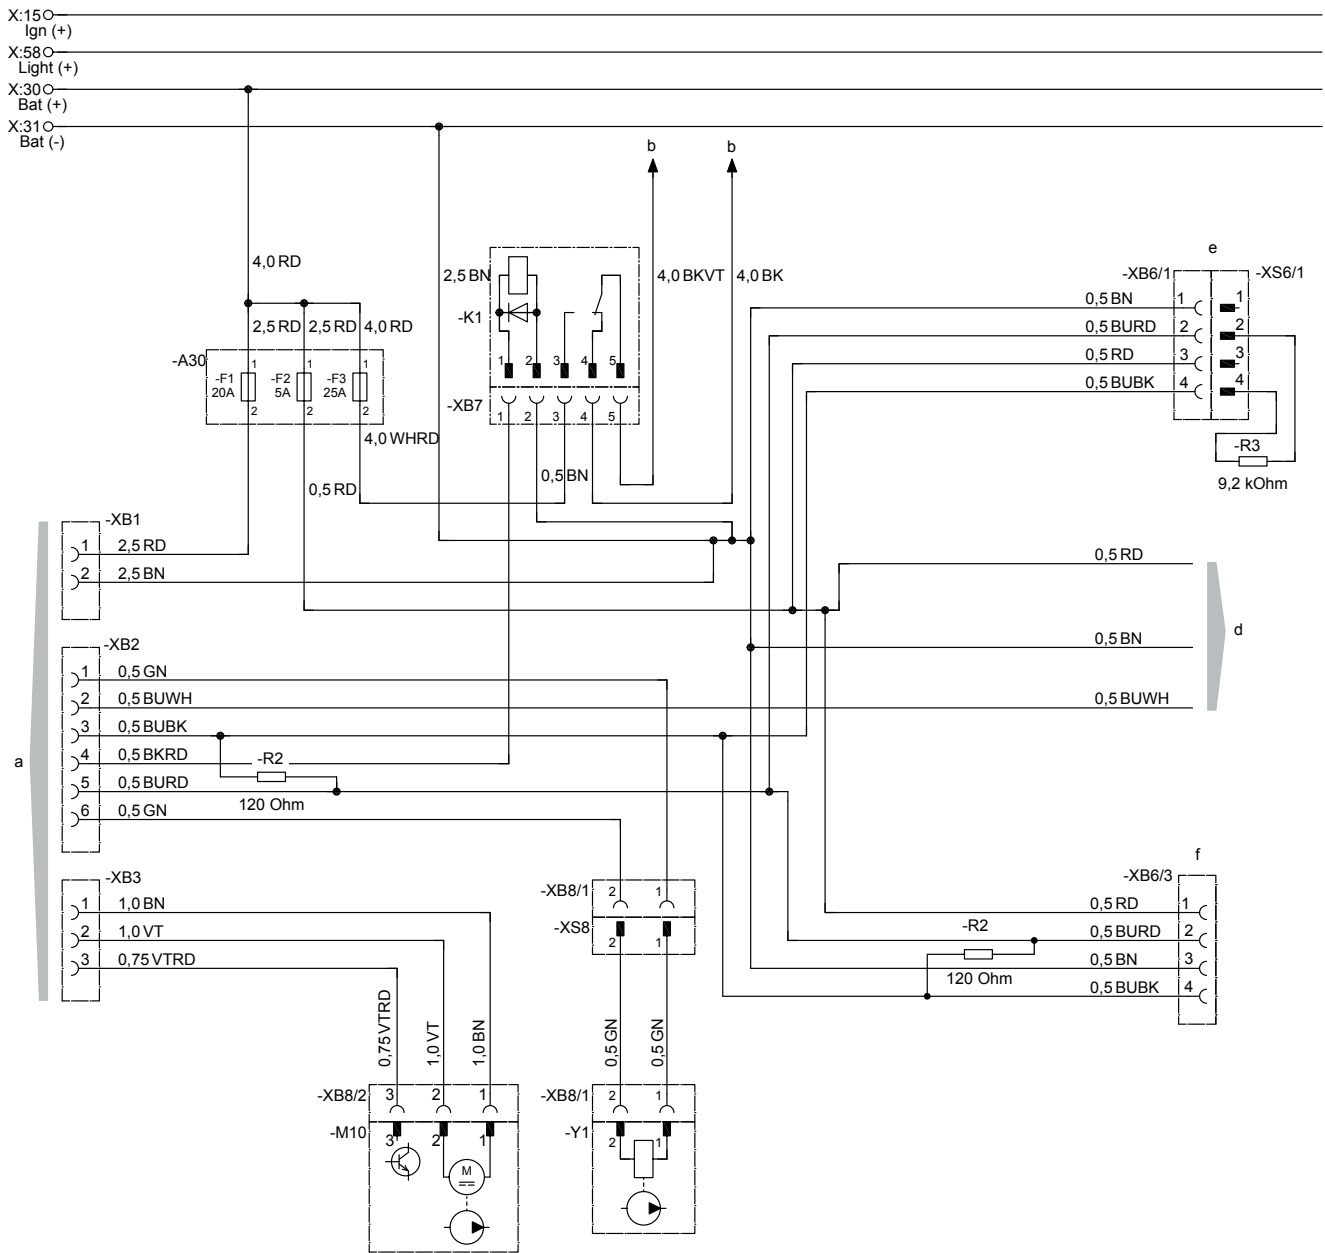 X:15
Ign (+)
X:58
Light (+)
X:30
Bat (+)
X:31
Bat (-)
b b
4,0 RD
2,5 BN
4,0 BKVT
4,0 BK
2,5 RD 2,5 RD 4,0 RD
-A30
1 1 1
-F1
20A
-F2
5A
-F3
25A
2 2 2
4,0 WHRD
0,5 RD
-K1
1 2 3 4 5
-XB7
1 2 3 4 5
0,5 BN
e
-XB6/1 -XS6/1
0,5 BN 1 1
0,5 BURD 2 2
0,5 RD 3 3
0,5 BUBK 4 4
-R3
9,2 kOhm
-XB1
1 2,5 RD
2 2,5 BN
0,5 RD
0,5 BN
0,5 BUWH
d
a
-XB2
1 0,5 GN
2 0,5 BUWH
3 0,5 BUBK
4 0,5 BKRD
5 0,5 BURD
6 0,5 GN
-R2
120 Ohm
-XB3
1 1,0 BN
2 1,0 VT
3 0,75 VTRD
-XB8/1 2 1
-XS8
2 1
f
-XB6/3
0,5 RD 1
0,5 BURD 2
0,5 BN 3
0,5 BUBK 4
-R2
120 Ohm
0,75 VTRD
1,0 VT
1,0 BN
0,5 GN
0,5 GN
-XB8/2 3 2 1
-M10
3 2 1
M
-XB8/1 2 1
-Y1
2 1